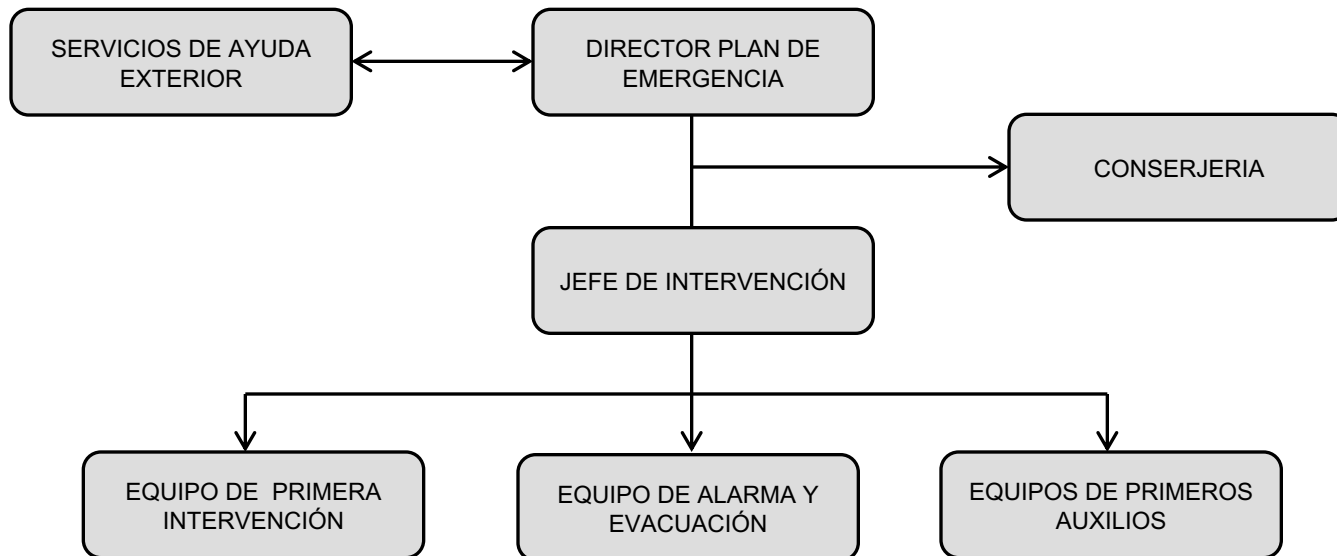 SERVICIOS DE AYUDA
EXTERIOR
DIRECTOR PLAN DE
EMERGENCIA
CONSERJERIA
JEFE DE INTERVENCIÓN
EQUIPO DE PRIMERA
INTERVENCIÓN
EQUIPO DE ALARMA Y
EVACUACIÓN
EQUIPOS DE PRIMEROS
AUXILIOS